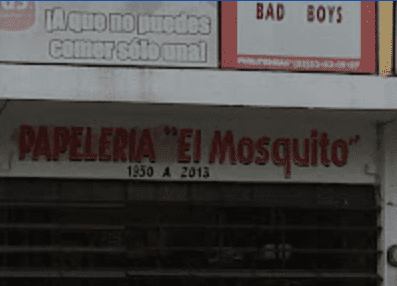 ¡A que no puedes
comer sólo una!
BAD BOYS
PAPELERIA "El Mosquito"
1950 A 2013